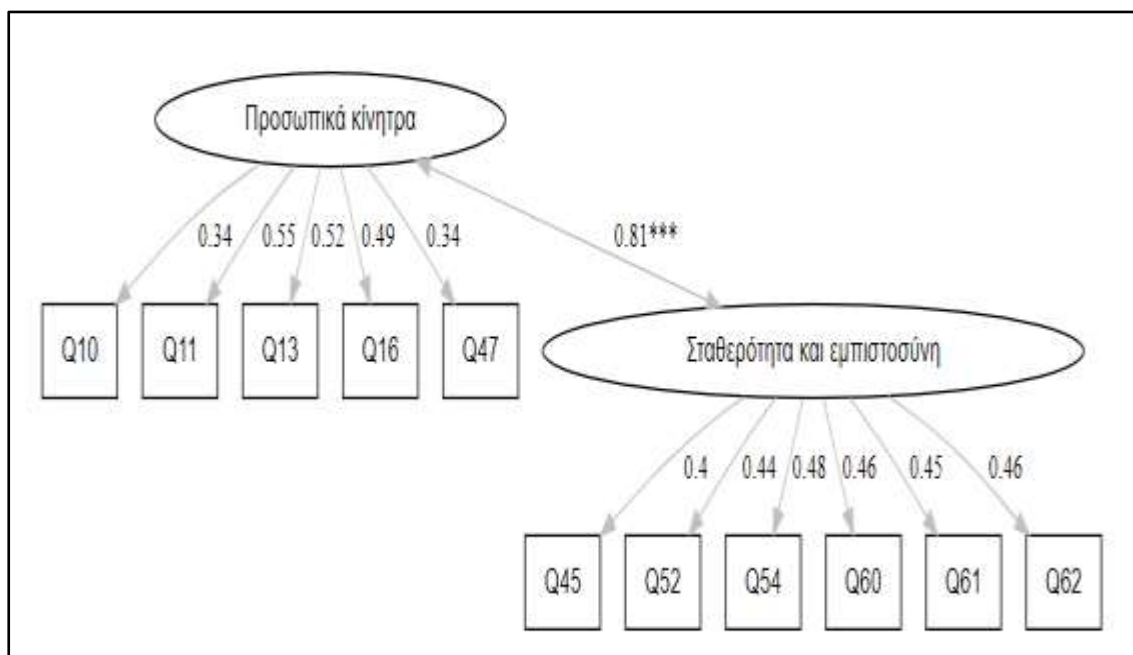 Προσωπικά κίνητρα
0.34 0.55 0.52 0.49 0.34 0.81***
Q10 Q11 Q13 Q16 Q47
Σταθερότητα και εμπιστοσύνη
0.4 0.44 0.48 0.46 0.45 0.46
Q45 Q52 Q54 Q60 Q61 Q62